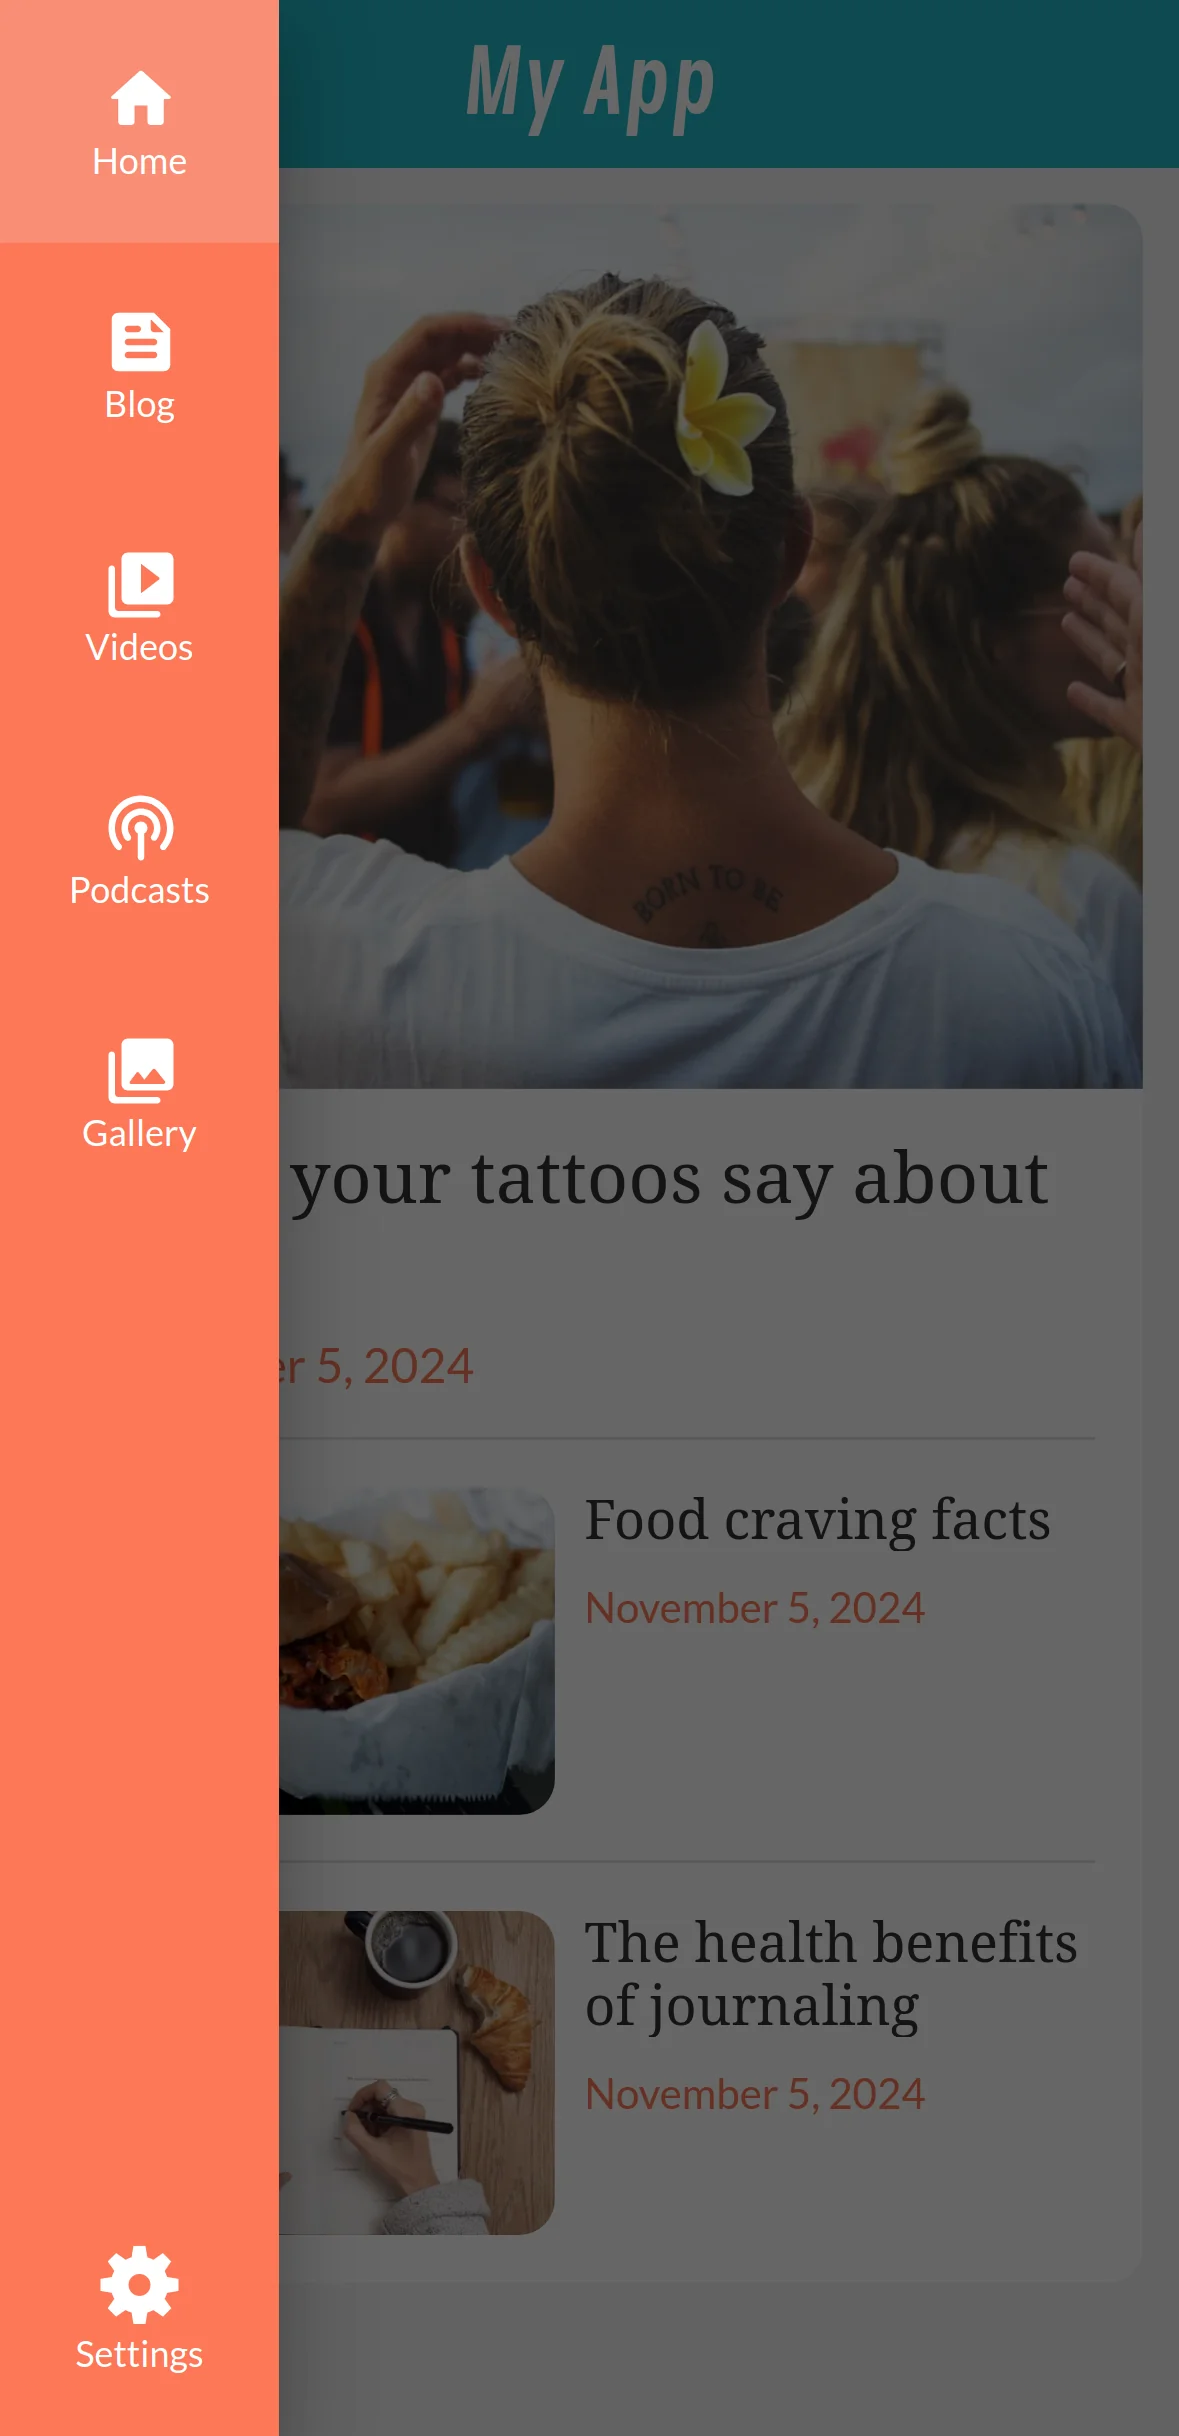 My App
Home
Blog
Videos
Podcasts
Gallery
Settings
BORN TO BE
your tattoos say about
5, 2024
Food craving facts
November 5, 2024
The health benefits
of journaling
November 5, 2024